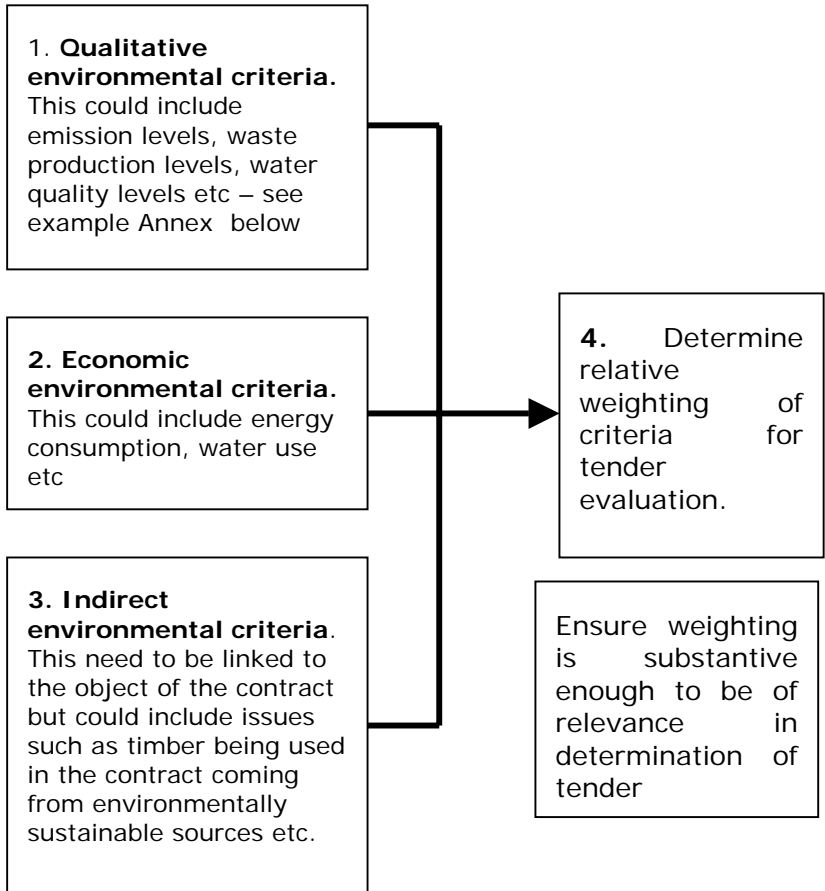 1. Qualitative
environmental criteria.
This could include
emission levels, waste
production levels, water
quality levels etc – see
example Annex below
2. Economic
environmental criteria.
This could include energy
consumption, water use
etc
3. Indirect
environmental criteria.
This need to be linked to
the object of the contract
but could include issues
such as timber being used
in the contract coming
from environmentally
sustainable sources etc.
4. Determine
relative
weighting of
criteria for
tender
evaluation.
Ensure weighting
is substantive
enough to be of
relevance in
determination of
tender